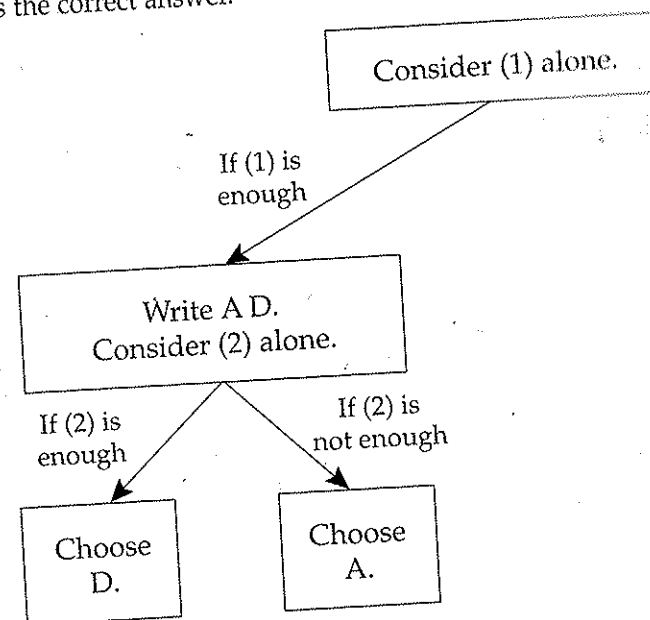 s the correct answer.
Consider (1) alone.
If (1) is
enough
Write A D.
Consider (2) alone.
If (2) is
enough
If (2) is
not enough
Choose
D.
Choose
A.